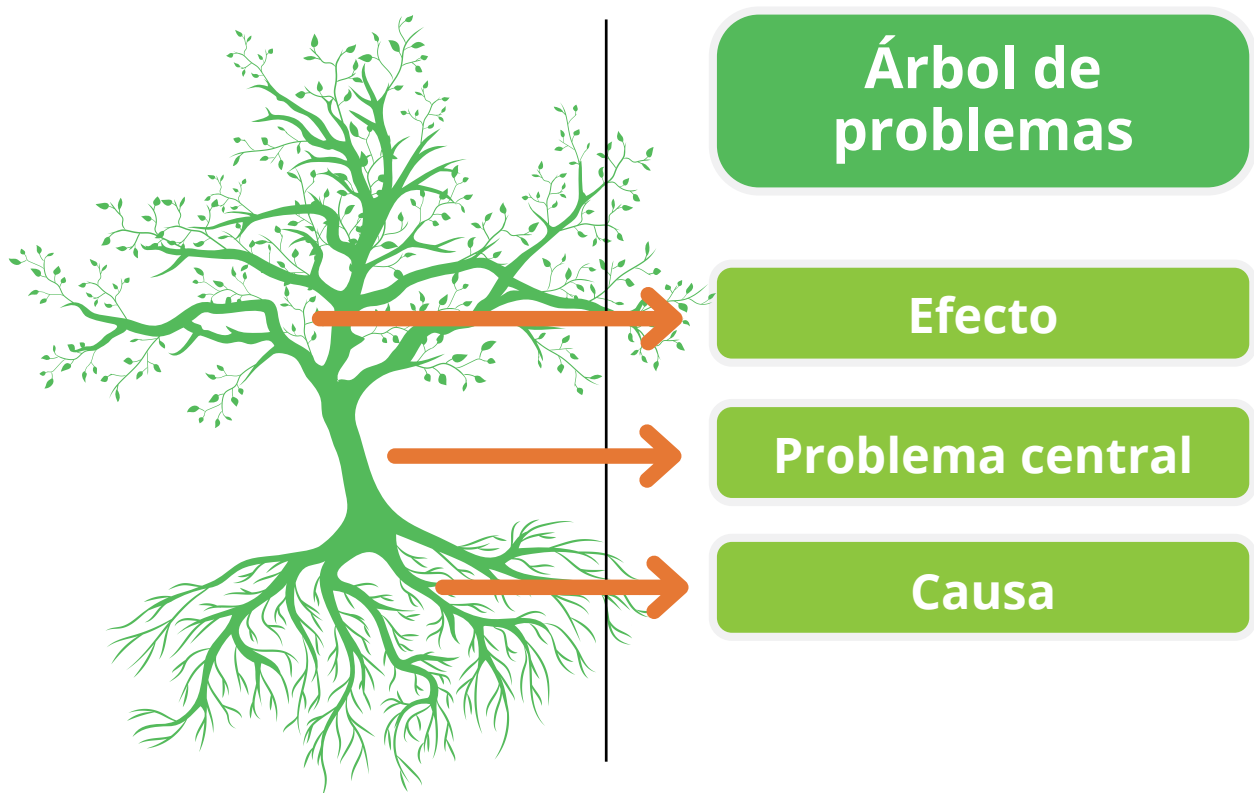 Árbol de
problemas
Efecto
Problema central
Causa